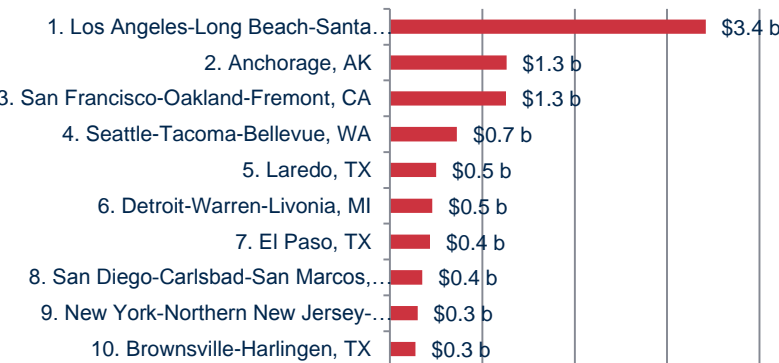 1. Los Angeles-Long Beach-Santa… $3.4 b
2. Anchorage, AK $1.3 b
3. San Francisco-Oakland-Fremont, CA $1.3 b
4. Seattle-Tacoma-Bellevue, WA $0.7 b
5. Laredo, TX $0.5 b
6. Detroit-Warren-Livonia, MI $0.5 b
7. El Paso, TX $0.4 b
8. San Diego-Carlsbad-San Marcos,… $0.4 b
9. New York-Northern New Jersey-… $0.3 b
10. Brownsville-Harlingen, TX $0.3 b